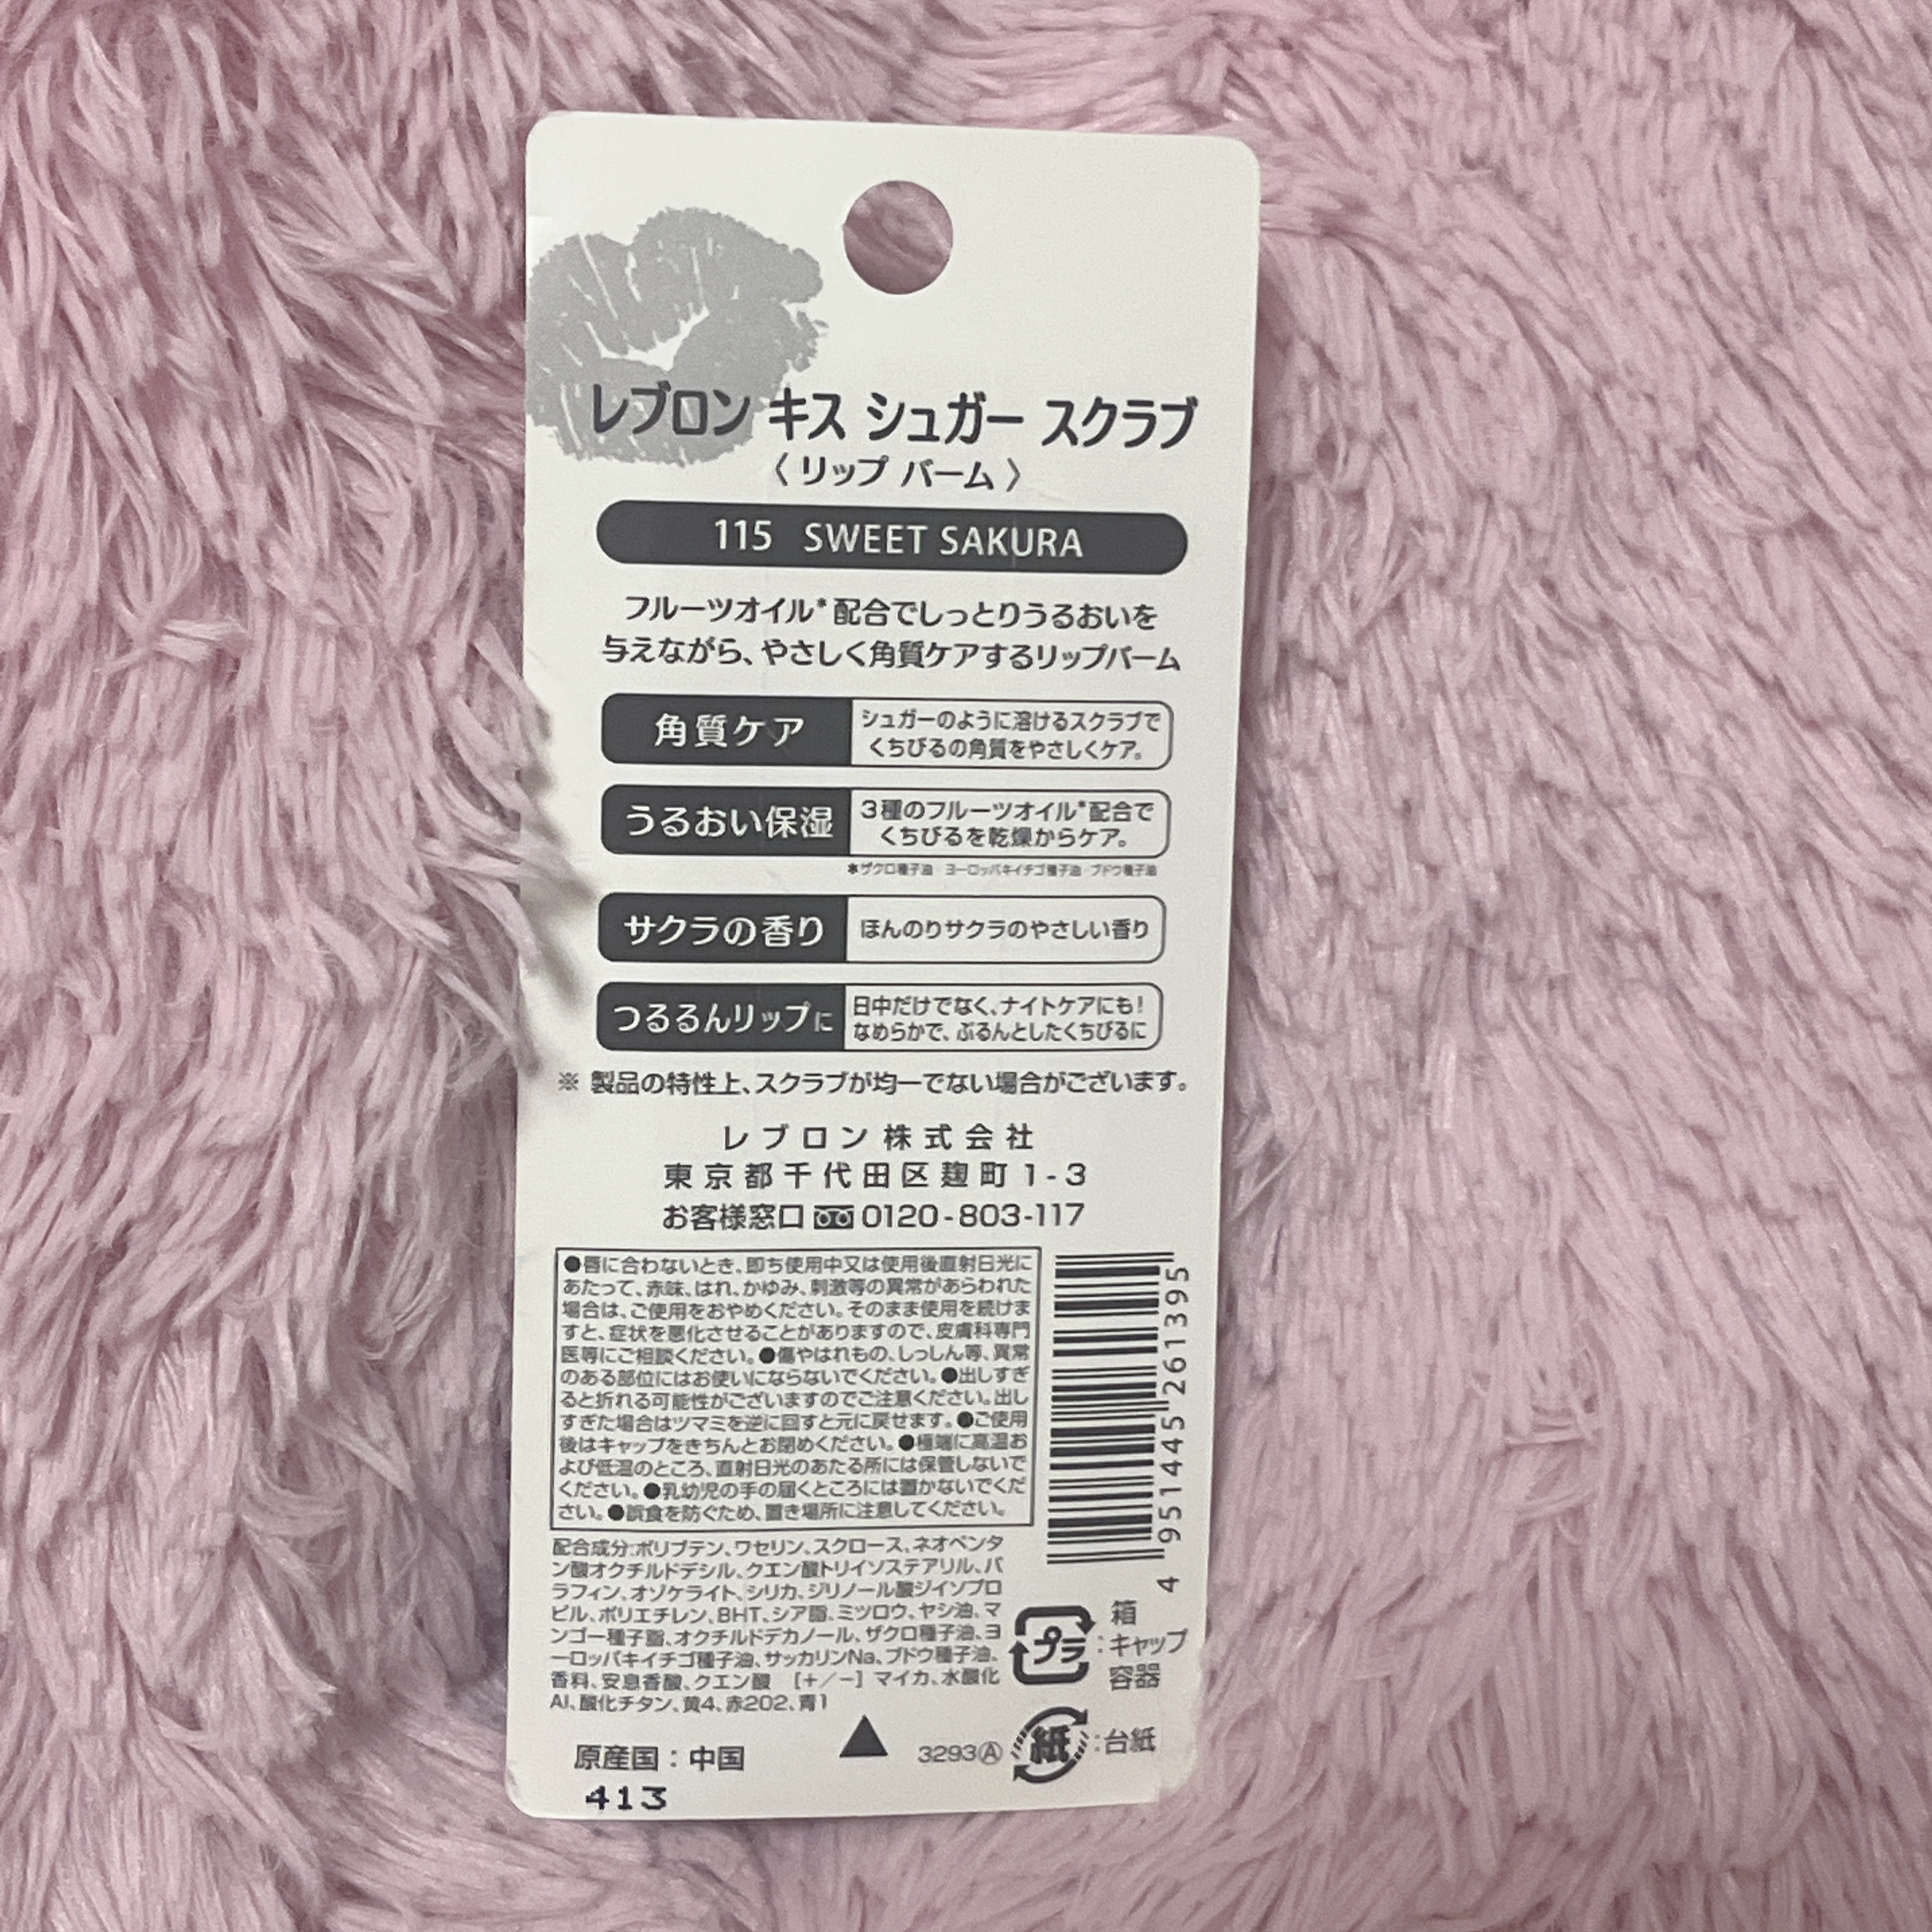 レブロン キス シュガー スクラブ
〈 リップ バーム 〉
115 SWEET SAKURA
フルーツオイル*配合でしっとりうるおいを
与えながら、やさしく角質ケアするリップバーム
角質ケア
シュガーのように溶けるスクラブで
くちびるの角質をやさしくケア。
うるおい保湿
3種のフルーツオイル*配合で
くちびるを乾燥からケア。
*ザクロ種子油 ヨーロッパキイチゴ種子油 ブドウ種子油
サクラの香り
ほんのりサクラのやさしい香り
つるるんリップに
日中だけでなく、ナイトケアにも!
なめらかで、ぷるんとしたくちびるに
※ 製品の特性上、スクラブが均一でない場合がございます。
レブロン株式会社
東京都千代田区麹町1-3
お客様窓口 0120-803-117
●唇に合わないとき、即ち使用中又は使用後直射日光に
あたって、赤味、はれ、かゆみ、刺激等の異常があらわれた
場合は、ご使用をおやめください。そのまま使用を続けま
すと、症状を悪化させることがありますので、皮膚科専門
医等にご相談ください。●傷やはれもの、しっしん等、異常
のある部位にはお使いにならないでください。●出しすぎ
ると折れる可能性がございますのでご注意ください。出し
すぎた場合はツマミを逆に回すと元に戻せます。●ご使用
後はキャップをきちんとお閉めください。●極端に高温お
よび低温のところ、直射日光のあたる所には保管しないで
ください。●乳幼児の手の届くところには置かないでくだ
さい。●誤食を防ぐため、置き場所に注意してください。
4 951445 261395
配合成分:ポリブテン、ワセリン、スクロース、ネオペンタ
ン酸オクチルドデシル、クエン酸トリイソステアリル、パ
ラフィン、オゾケライト、シリカ、ジリノール酸ジイソプロ
ピル、ポリエチレン、BHT、シア脂、ミツロウ、ヤシ油、マ
ンゴー種子脂、オクチルドデカノール、ザクロ種子油、ヨ
ーロッパキイチゴ種子油、サッカリンNa、ブドウ種子油、
香料、安息香酸、クエン酸 [+/−] マイカ、水酸化
Al、酸化チタン、黄4、赤202、青1
プラ
:
箱
キャップ
容器
原産国:中国
3293Ⓐ
紙
:台紙
413